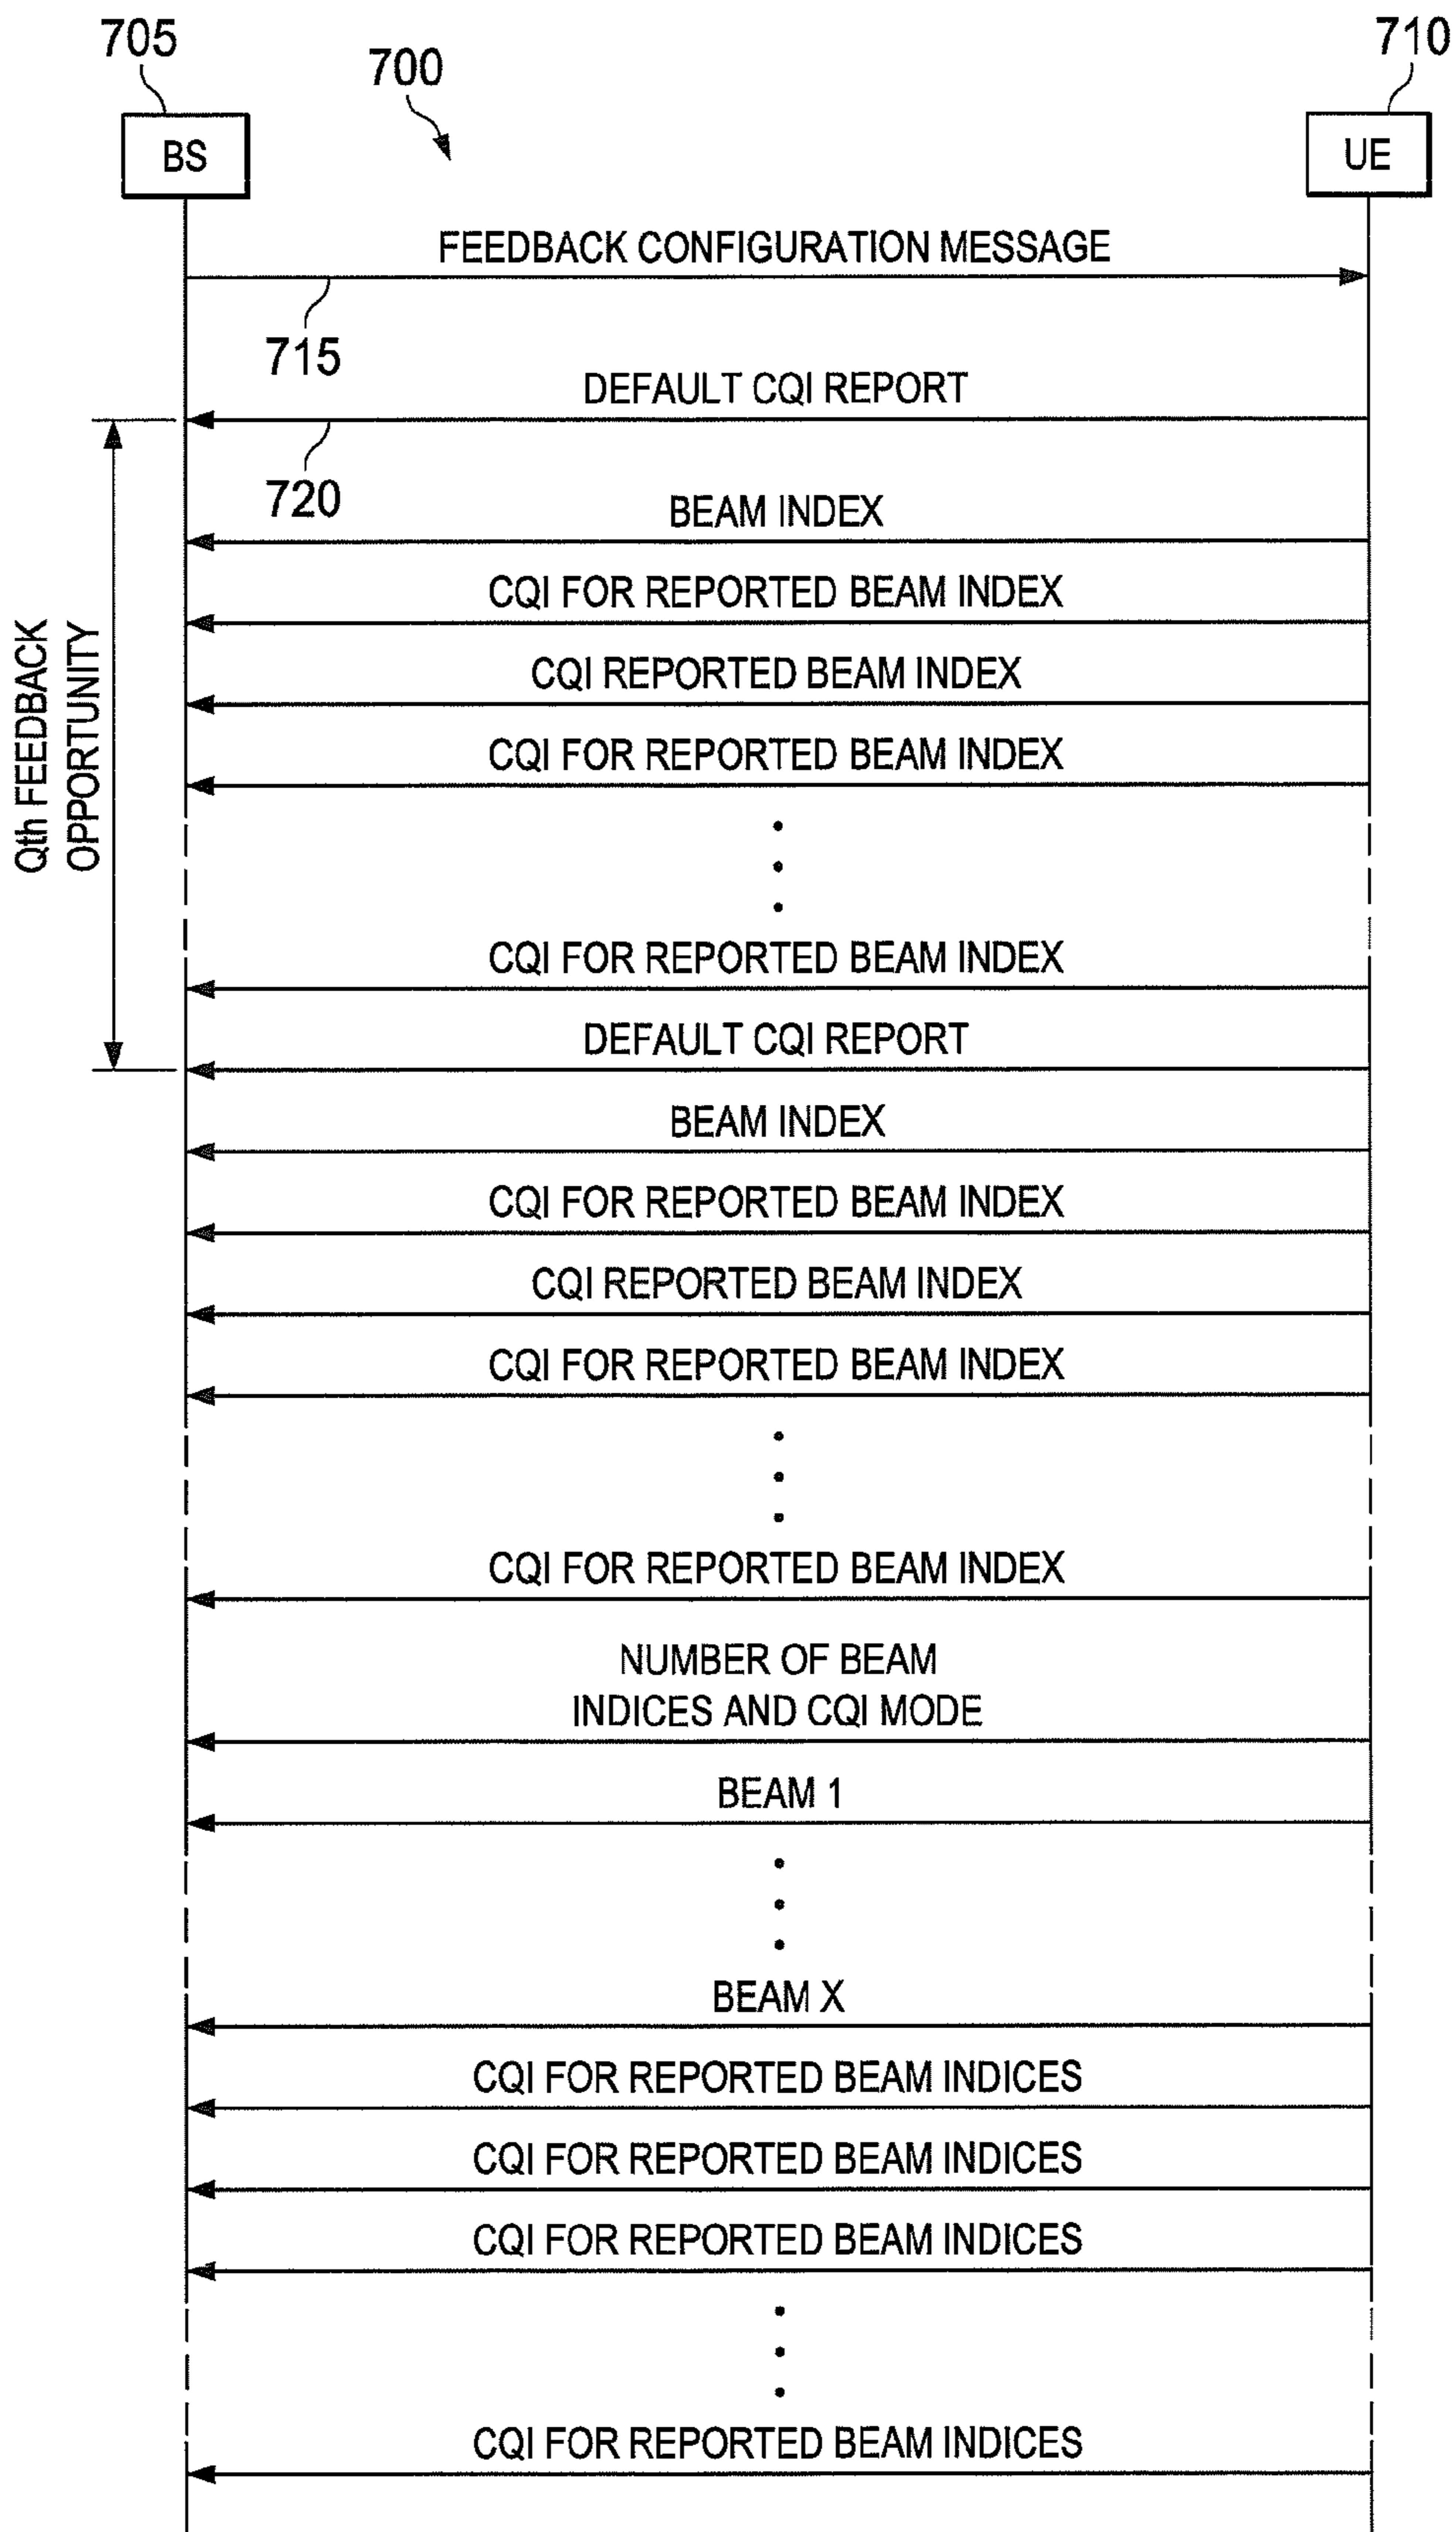 705
700
710
BS
UE
FEEDBACK CONFIGURATION MESSAGE
715
DEFAULT CQI REPORT
720
BEAM INDEX
CQI FOR REPORTED BEAM INDEX
CQI REPORTED BEAM INDEX
CQI FOR REPORTED BEAM INDEX
Qth FEEDBACK
OPPORTUNITY
CQI FOR REPORTED BEAM INDEX
DEFAULT CQI REPORT
BEAM INDEX
CQI FOR REPORTED BEAM INDEX
CQI REPORTED BEAM INDEX
CQI FOR REPORTED BEAM INDEX
CQI FOR REPORTED BEAM INDEX
NUMBER OF BEAM
INDICES AND CQI MODE
BEAM 1
BEAM X
CQI FOR REPORTED BEAM INDICES
CQI FOR REPORTED BEAM INDICES
CQI FOR REPORTED BEAM INDICES
CQI FOR REPORTED BEAM INDICES